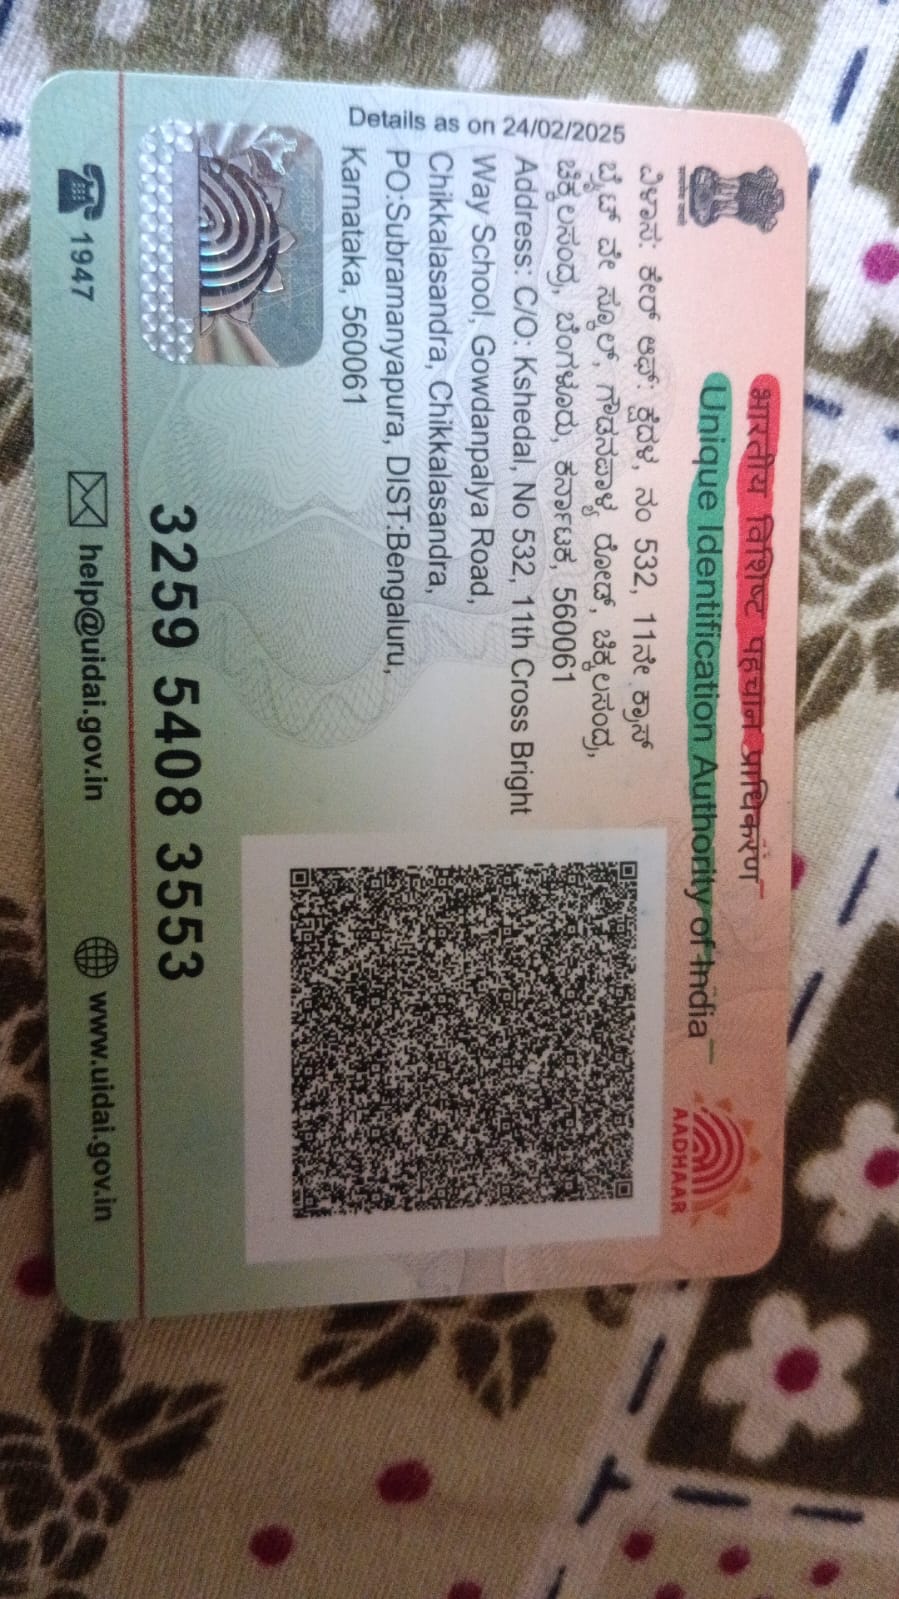 भारतीय विशिष्ट पहचान प्राधिकरण
Unique Identification Authority of India
AADHAAR
Details as on 24/02/2025
ವಿಳಾಸ: ಕೇರ್ ಆಫ್: ಕ್ಷೆದಳ, ನಂ 532, 11ನೇ ಕ್ರಾಸ್
ಬ್ರೈಟ್ ವೇ ಸ್ಕೂಲ್, ಗೌಡನಪಾಳ್ಯ ರೋಡ್, ಚಿಕ್ಕಲಸಂದ್ರ,
ಚಿಕ್ಕಲಸಂದ್ರ, ಬೆಂಗಳೂರು, ಕರ್ನಾಟಕ, 560061
Address: C/O: Kshedal, No 532, 11th Cross Bright
Way School, Gowdanpalya Road,
Chikkalasandra, Chikkalasandra,
PO:Subramanyapura, DIST:Bengaluru,
Karnataka, 560061
3259 5408 3553
1947
help@uidai.gov.in
www.uidai.gov.in